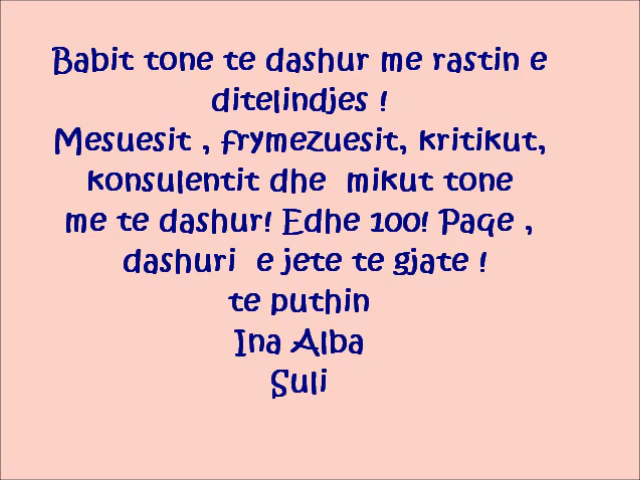 Babit tone te dashur me rastin e
ditelindjes !
Mesuesit , frymezuesit, kritikut,
konsulentit dhe mikut tone
me te dashur! Edhe 100! Paqe ,
dashuri e jete te gjate !
te puthin
Ina Alba
Suli